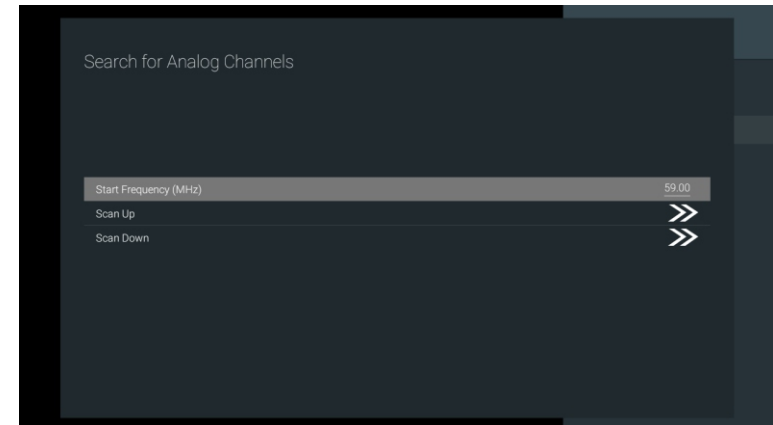 Search for Analog Channels
Start Frequency (MHz) 59.00
Scan Up
Scan Down